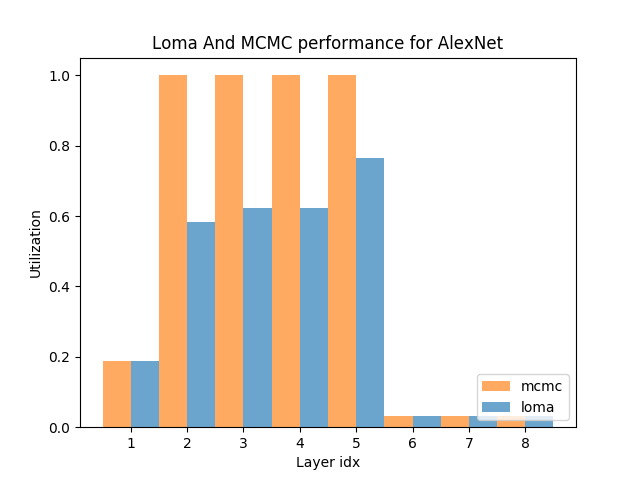 Loma And MCMC performance for AlexNet
1.0
0.8
0.6
0.4
0.2
0.0
Utilization
mcmc
loma
1 2 3 4 5 6 7 8
Layer idx